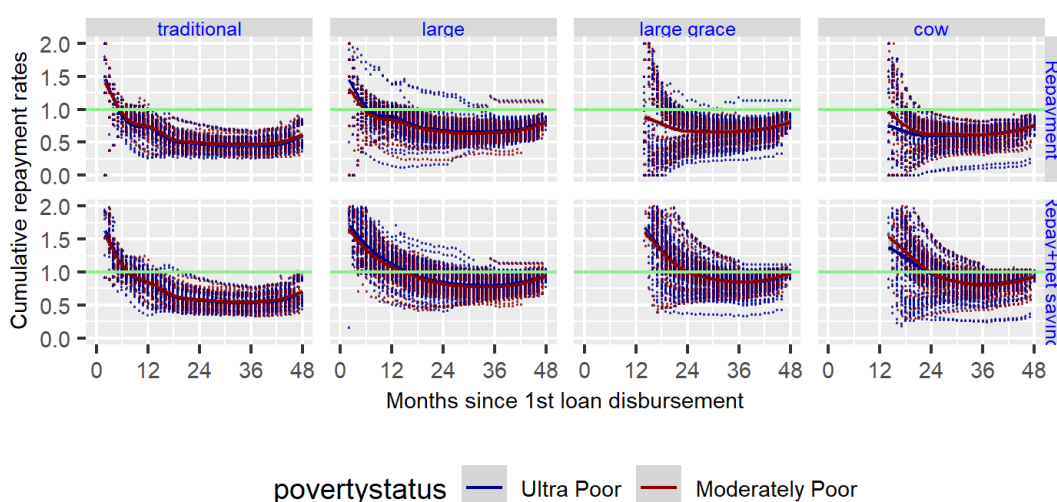 traditional large large grace cow
2.0
1.5
1.0
0.5
0.0
Repayment
2.0
1.5
1.0
0.5
0.0
Repay+net saving
Cumulative repayment rates
0 12 24 36 48 0 12 24 36 48 0 12 24 36 48 0 12 24 36 48
Months since 1st loan disbursement
povertystatus Ultra Poor Moderately Poor